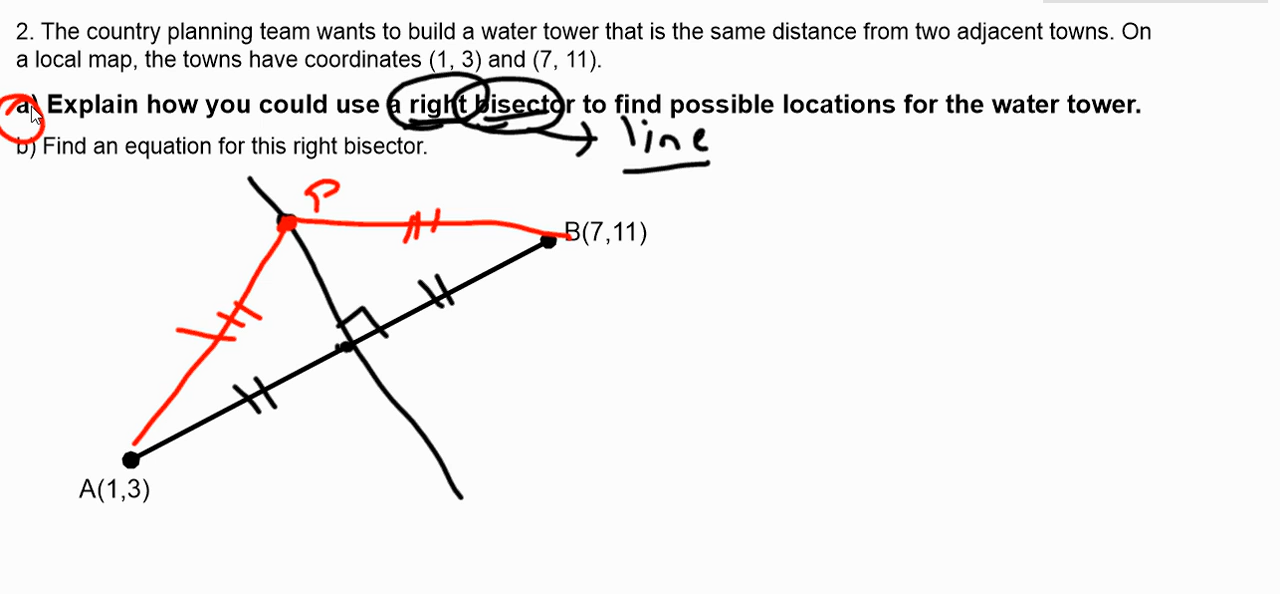 2. The country planning team wants to build a water tower that is the same distance from two adjacent towns. On
a local map, the towns have coordinates (1, 3) and (7, 11).
a) Explain how you could use a right bisector to find possible locations for the water tower.
line
b) Find an equation for this right bisector.
P
B(7,11)
A(1,3)